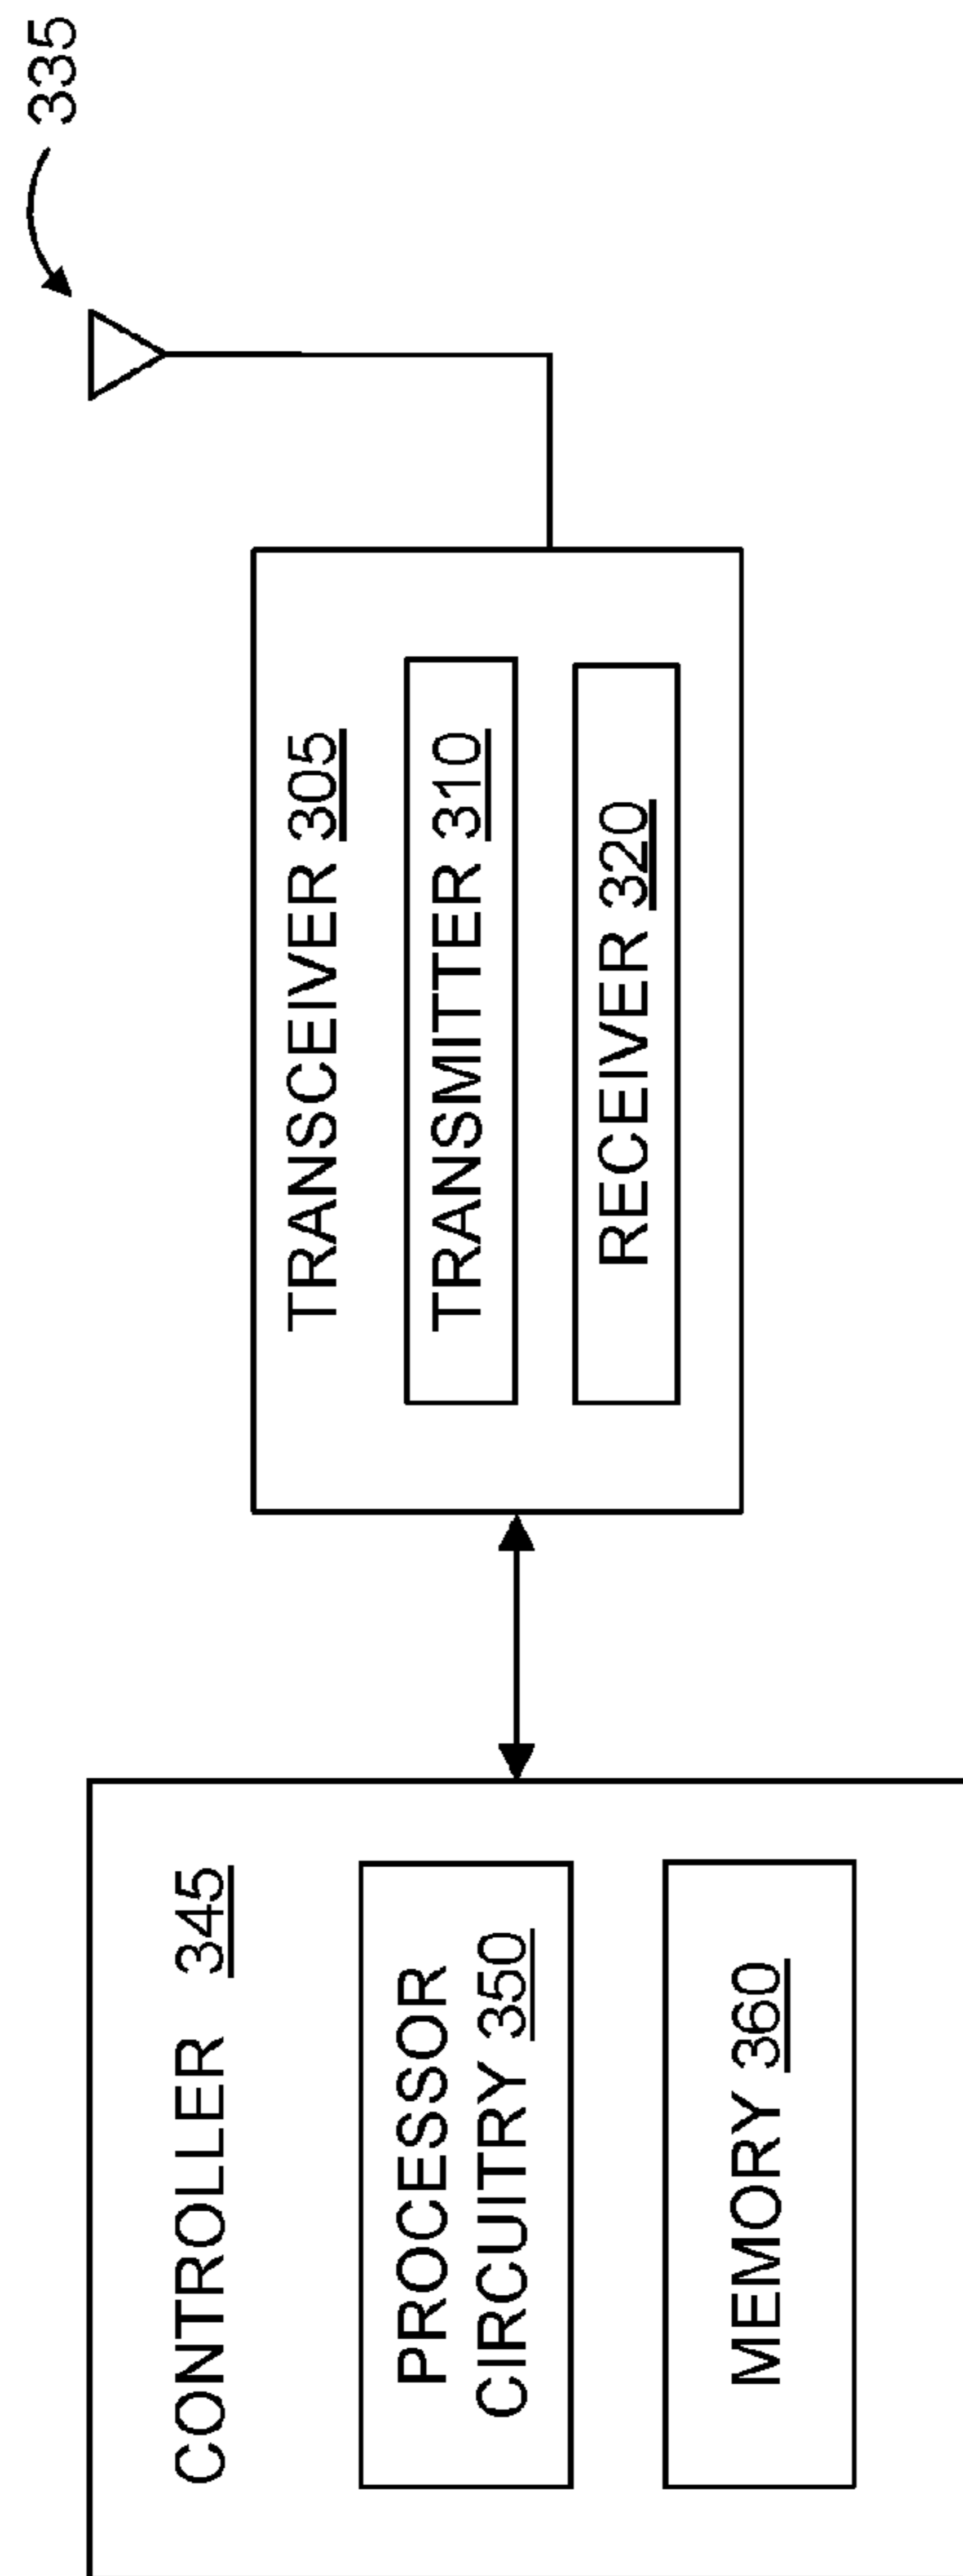 335
TRANSCEIVER 305
TRANSMITTER 310
RECEIVER 320
CONTROLLER 345
PROCESSOR
CIRCUITRY 350
MEMORY 360